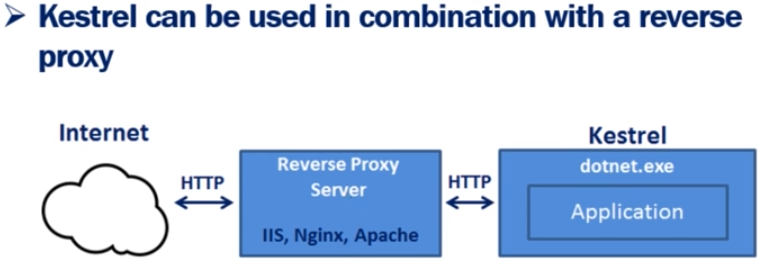 ➢ Kestrel can be used in combination with a reverse
proxy
Internet
HTTP
Reverse Proxy
Server
IIS, Nginx, Apache
HTTP
Kestrel
dotnet.exe
Application